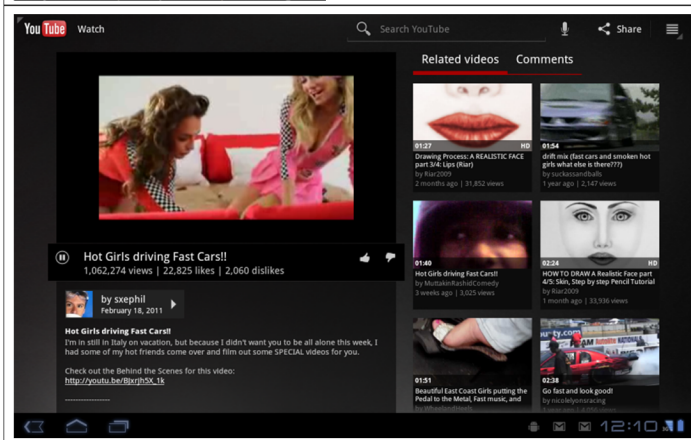 You Tube
Watch
Search YouTube
Share
Related videos
Comments
Hot Girls driving Fast Cars!!
1,062,274 views | 22,825 likes | 2,060 dislikes
by sxephil
February 18, 2011
Hot Girls driving Fast Cars!!
I'm in still in Italy on vacation, but because I didn't want you to be all alone this week, I
had some of my hot friends come over and film out some SPECIAL videos for you.
Check out the Behind the Scenes for this video:
http://youtu.be/BJxrJh5X_1k
01:27
HD
Drawing Process: A REALISTIC FACE
part 3/4: Lips (Riar)
by Riar2009
2 months ago | 31,852 views
01:54
drift mix (fast cars and smoken hot
girls what else is there???)
by suckassandballs
1 year ago | 2,147 views
01:40
Hot Girls driving Fast Cars!!
by MuttakinRashidComedy
3 weeks ago | 3,025 views
02:24
HD
HOW TO DRAW A Realistic Face part
4/5: Skin, Step by step Pencil Tutorial
by Riar2009
1 month ago | 33,936 views
01:51
Beautiful East Coast Girls putting the
Pedal to the Metal, Fast music, and
by WheelandHeels
02:38
Go fast and look good!
by nicolelyonsracing
12:10